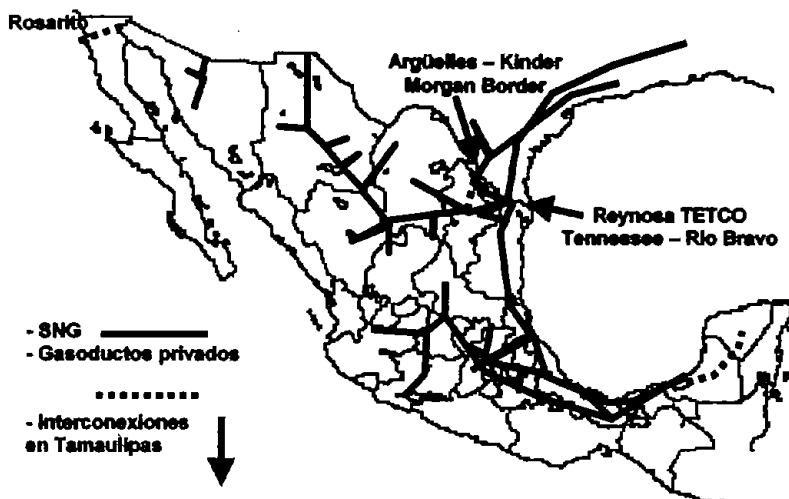 Rosarito
Argüelles – Kinder
Morgan Border
Reynosa TETCO
Tennessee – Rio Bravo
- SNG
- Gasoductos privados
- Interconexiones
en Tamaulipas